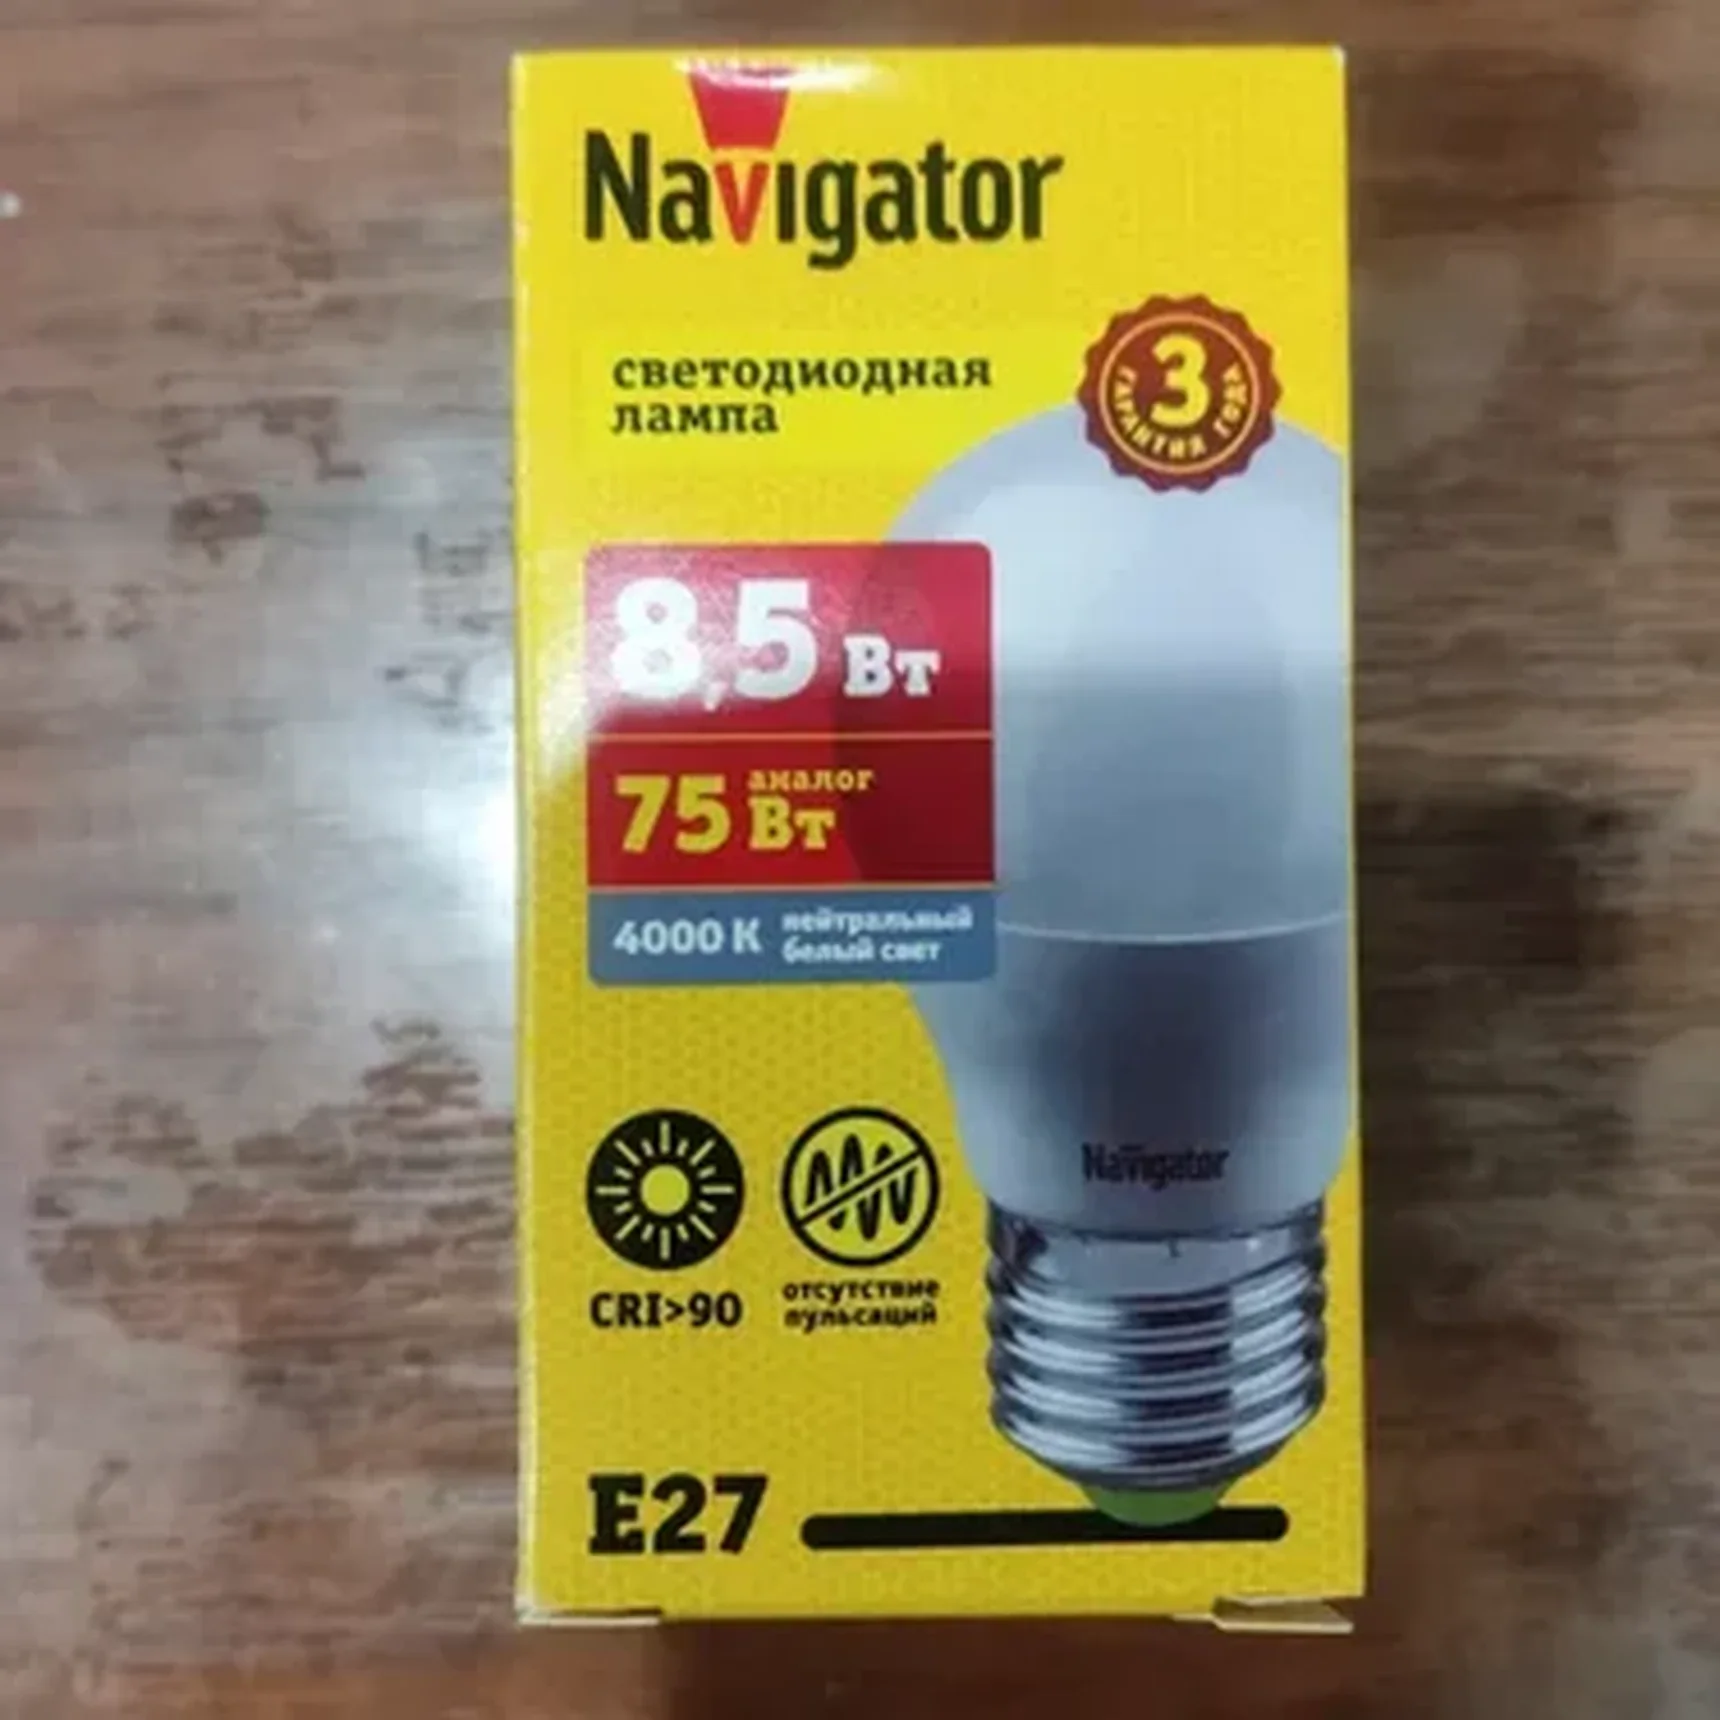 Navigator
светодиодная
лампа
3
ГАРАНТИЯ ГОДА
8,5 Вт
75 аналог
Вт
4000 K нейтральный
белый свет
Navigator
CRI>90
отсутствие
пульсаций
E27